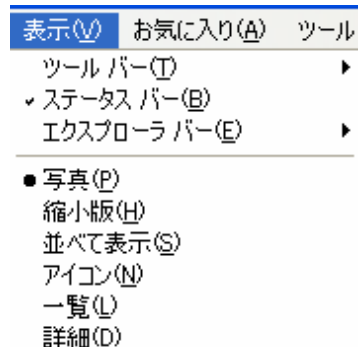 表示(V) お気に入り(A) ツール
ツール バー(T)
ステータス バー(B)
エクスプローラ バー(E)
写真(P)
縮小版(H)
並べて表示(S)
アイコン(N)
一覧(L)
詳細(D)